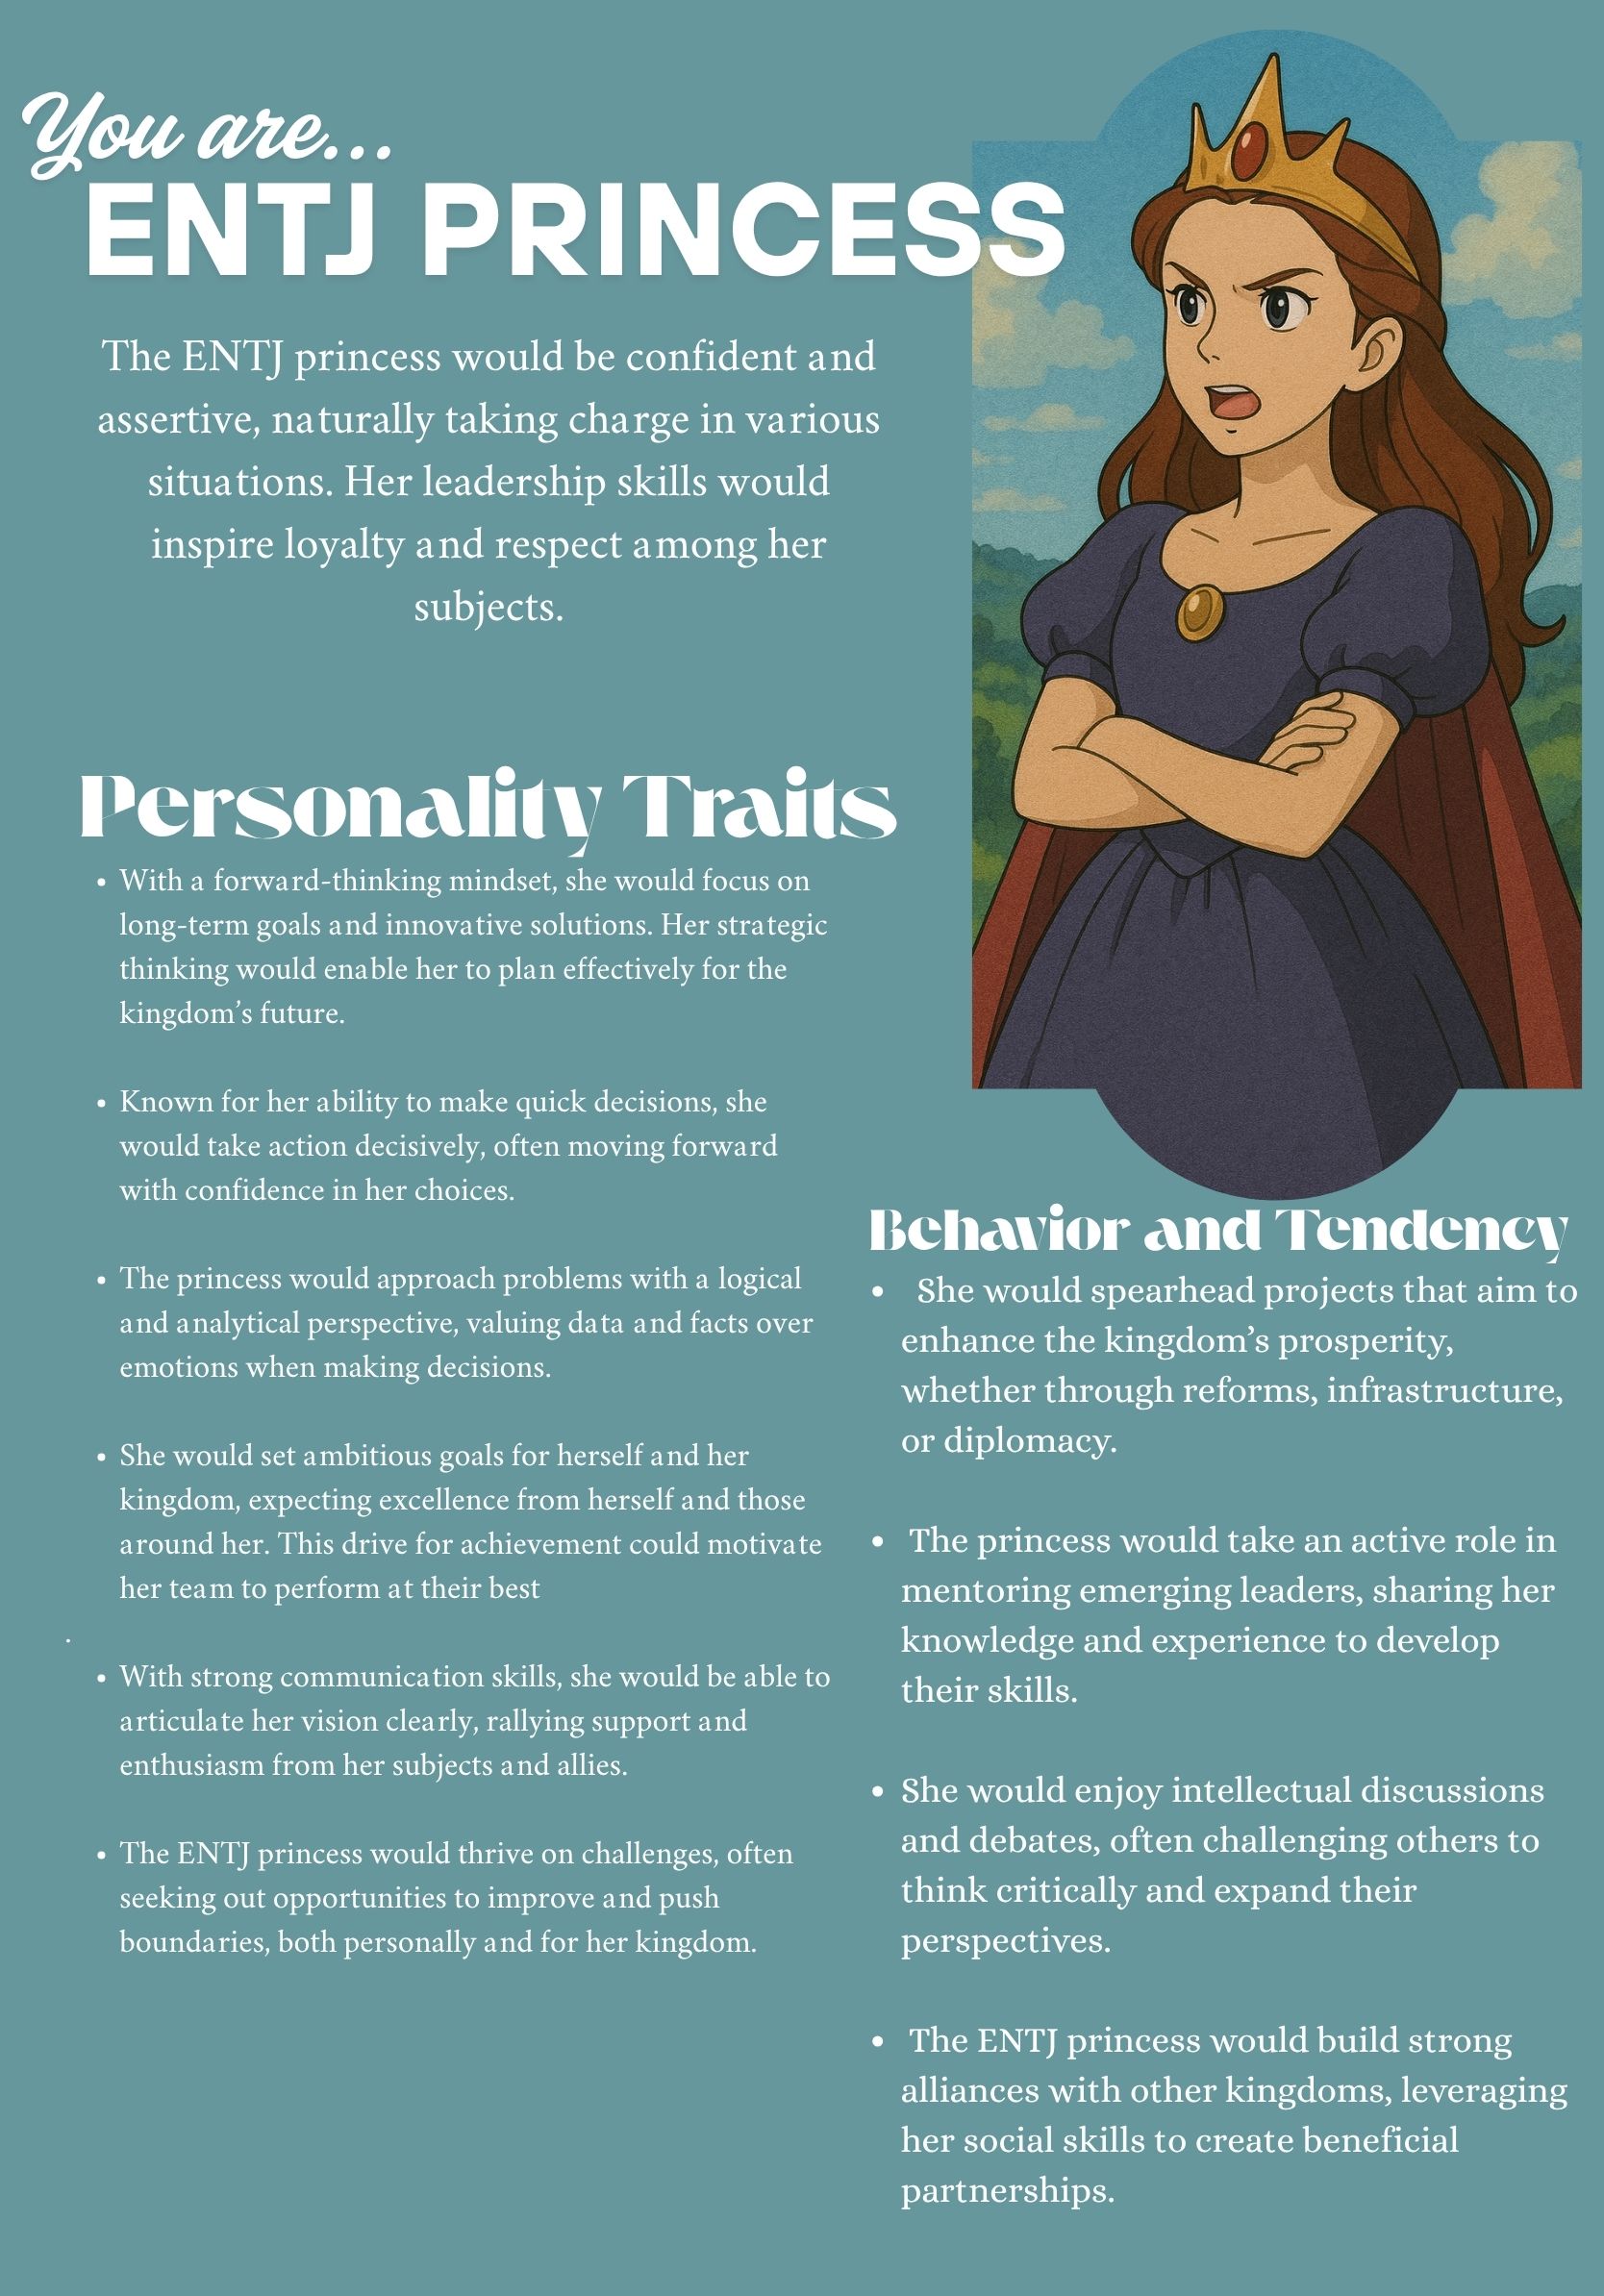 You are...
ENTJ PRINCESS
The ENTJ princess would be confident and
assertive, naturally taking charge in various
situations. Her leadership skills would
inspire loyalty and respect among her
subjects.
Personality Traits
• With a forward-thinking mindset, she would focus on
long-term goals and innovative solutions. Her strategic
thinking would enable her to plan effectively for the
kingdom’s future.
• Known for her ability to make quick decisions, she
would take action decisively, often moving forward
with confidence in her choices.
• The princess would approach problems with a logical
and analytical perspective, valuing data and facts over
emotions when making decisions.
• She would set ambitious goals for herself and her
kingdom, expecting excellence from herself and those
around her. This drive for achievement could motivate
her team to perform at their best
.
• With strong communication skills, she would be able to
articulate her vision clearly, rallying support and
enthusiasm from her subjects and allies.
• The ENTJ princess would thrive on challenges, often
seeking out opportunities to improve and push
boundaries, both personally and for her kingdom.
Behavior and Tendency
• She would spearhead projects that aim to
enhance the kingdom’s prosperity,
whether through reforms, infrastructure,
or diplomacy.
• The princess would take an active role in
mentoring emerging leaders, sharing her
knowledge and experience to develop
their skills.
• She would enjoy intellectual discussions
and debates, often challenging others to
think critically and expand their
perspectives.
• The ENTJ princess would build strong
alliances with other kingdoms, leveraging
her social skills to create beneficial
partnerships.